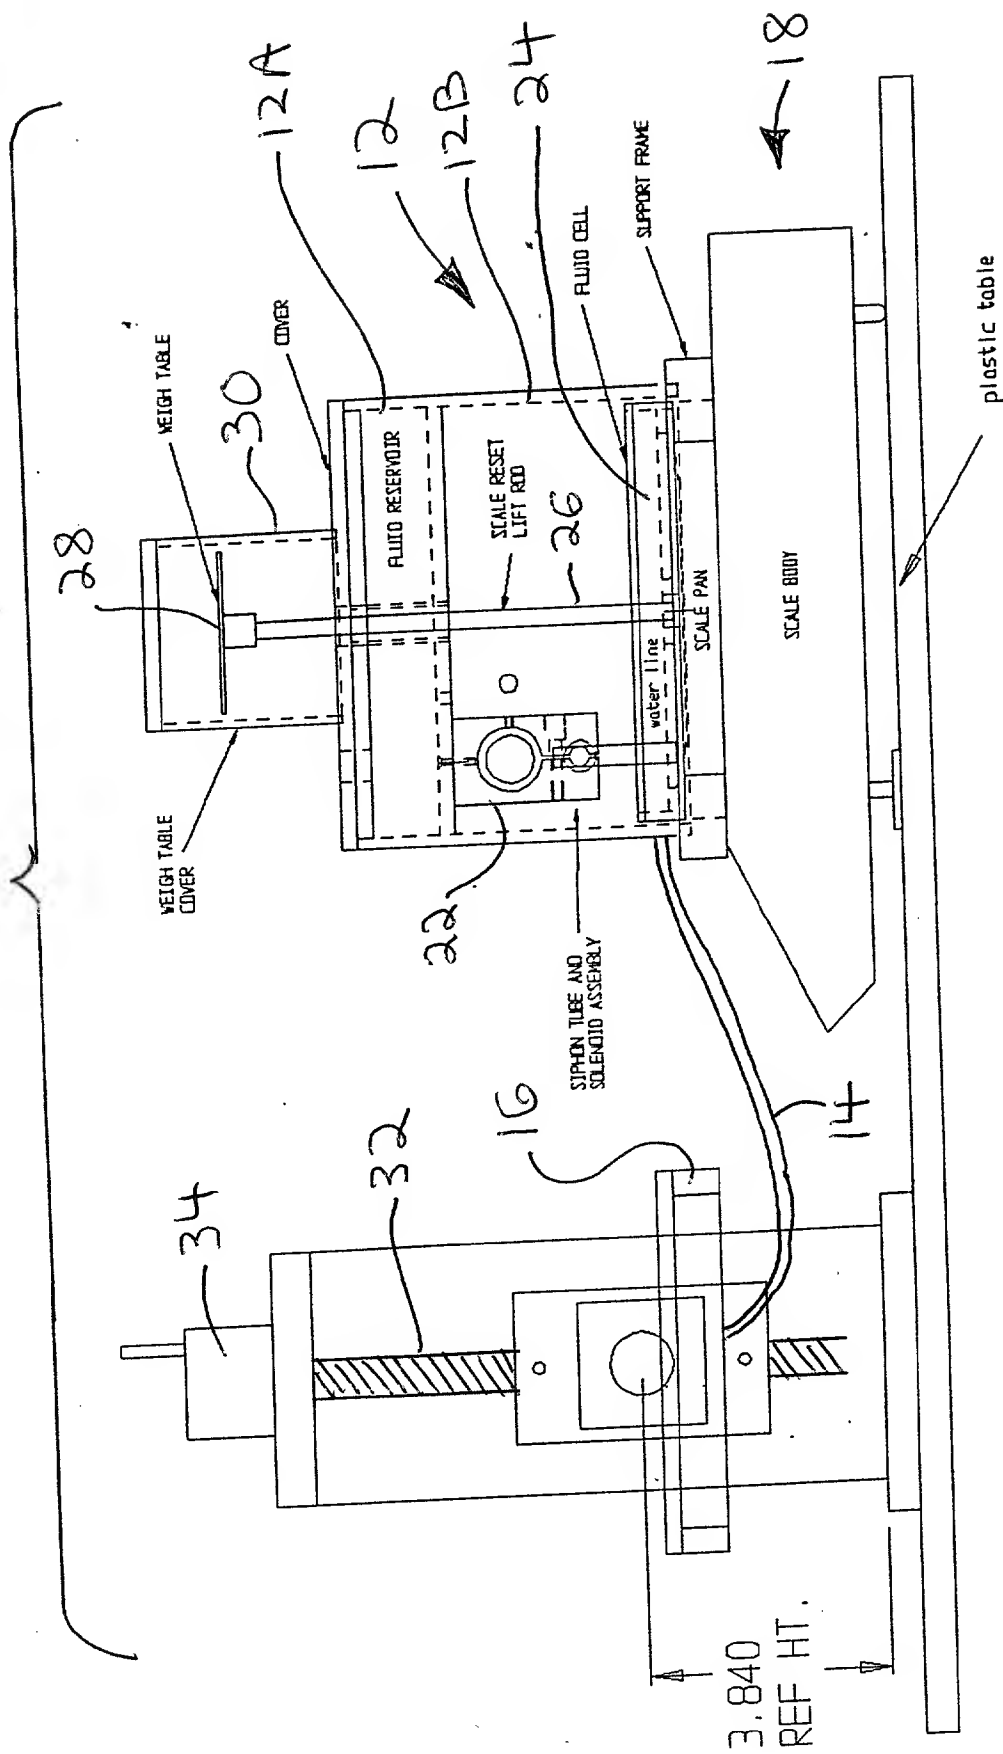 34
32
16
14
3.840
REF HT.
WEIGH TABLE
COVER
28
WEIGH TABLE
30
COVER
12A
12
12B
24
FLUID RESERVOIR
SCALE RESET
LIFT ROD
26
22
SIPHON TUBE AND
SOLENOID ASSEMBLY
FLUID CELL
water line
SUPPORT FRAME
SCALE PAN
SCALE BODY
18
plastic table